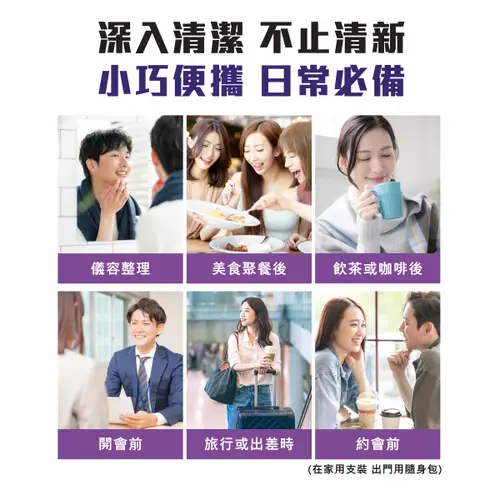 深入清潔 不止清新
小巧便攜 日常必備
儀容整理
美食聚餐後
飲茶或咖啡後
開會前
旅行或出差時
約會前
(在家用支裝 出門用隨身包)